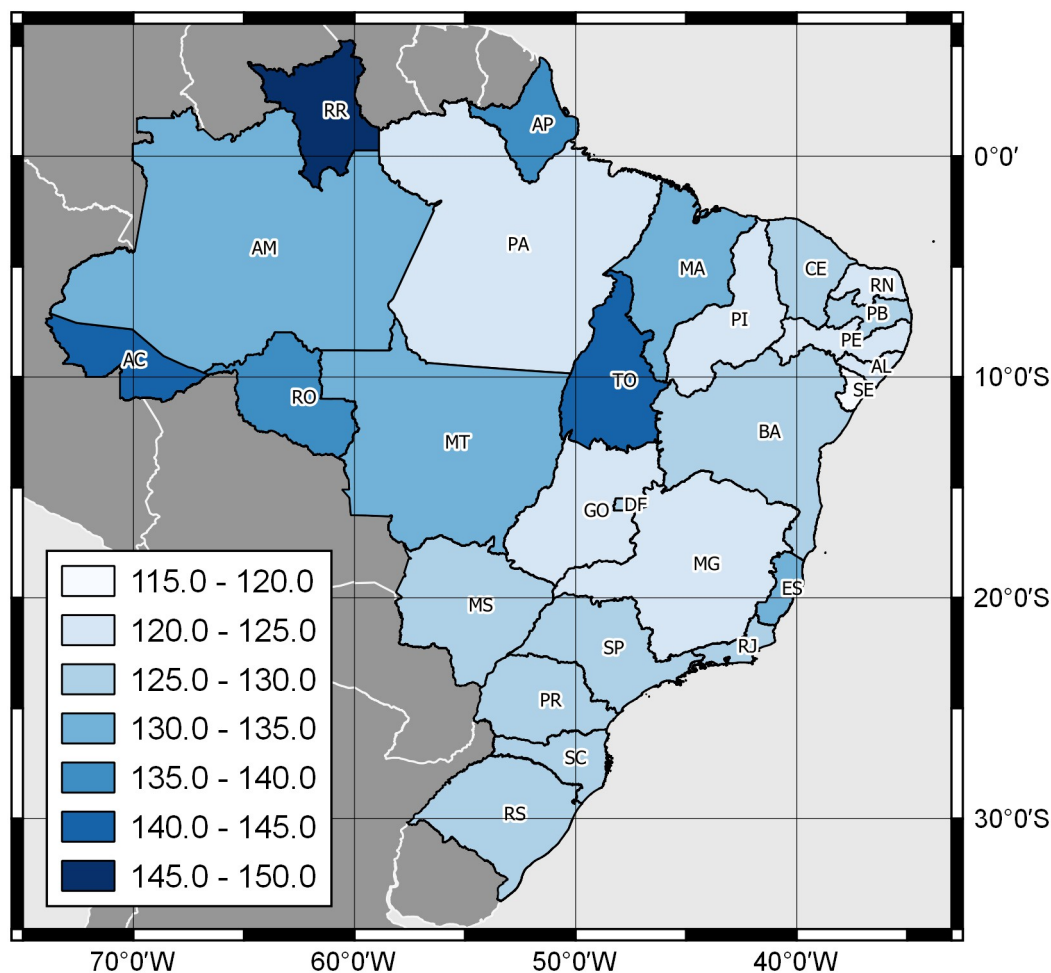 RR
AP
0°0′
AM
PA
MA
CE
RN
PB
PI
PE
AL
AC
TO
SE
10°0′S
RO
BA
MT
GO
DF
MG
ES
115.0 - 120.0
120.0 - 125.0
125.0 - 130.0
130.0 - 135.0
135.0 - 140.0
140.0 - 145.0
145.0 - 150.0
MS
20°0′S
SP
RJ
PR
SC
RS
30°0′S
70°0′W 60°0′W 50°0′W 40°0′W